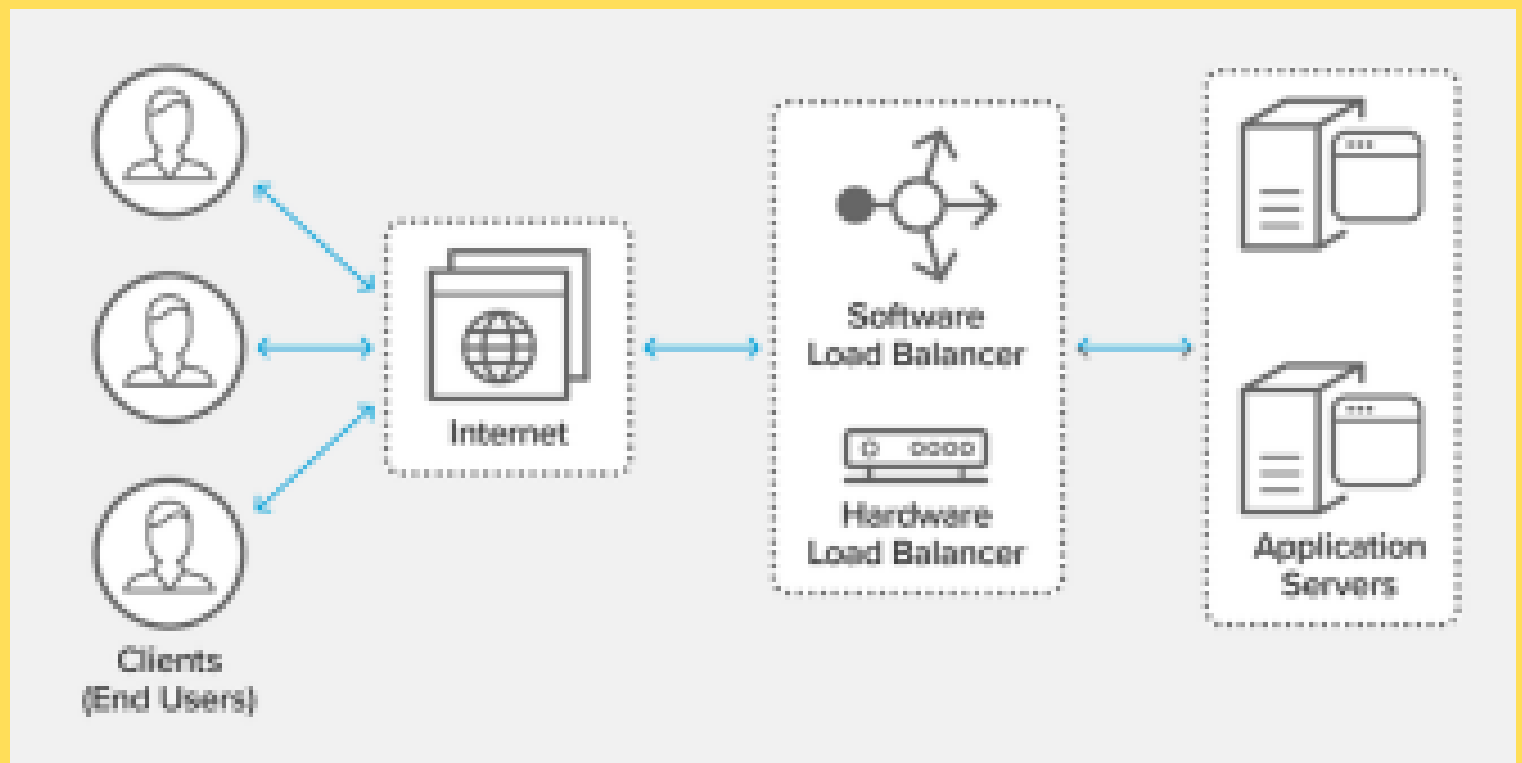 Clients
(End Users)
Internet
Software
Load Balancer
Hardware
Load Balancer
Application
Servers